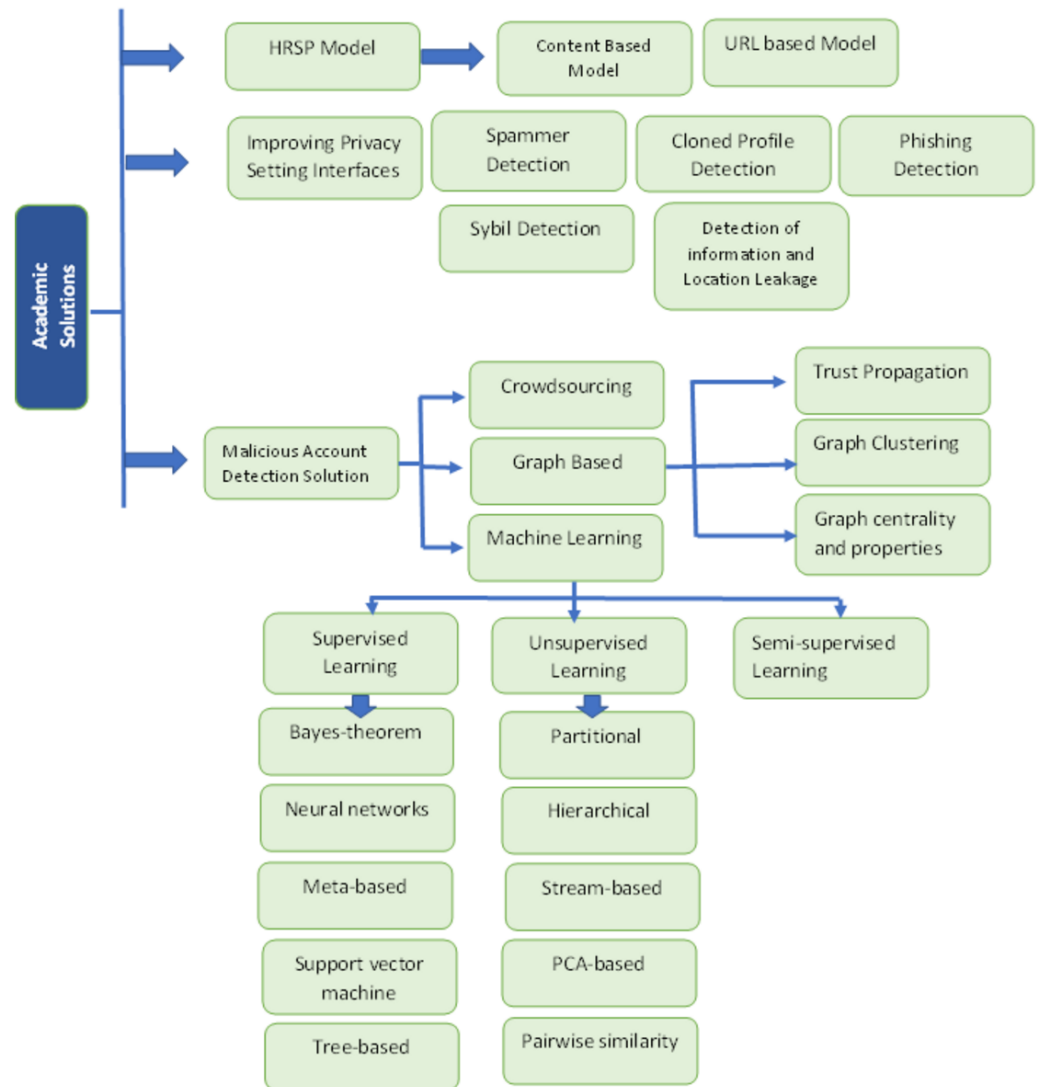 HRSP Model
Content Based
Model
URL based Model
Improving Privacy
Setting Interfaces
Spammer
Detection
Cloned Profile
Detection
Phishing
Detection
Sybil Detection
Detection of
information and
Location Leakage
Academic
Solutions
Malicious Account
Detection Solution
Crowdsourcing
Graph Based
Machine Learning
Trust Propagation
Graph Clustering
Graph centrality
and properties
Supervised
Learning
Unsupervised
Learning
Semi-supervised
Learning
Bayes-theorem
Neural networks
Meta-based
Support vector
machine
Tree-based
Partitional
Hierarchical
Stream-based
PCA-based
Pairwise similarity